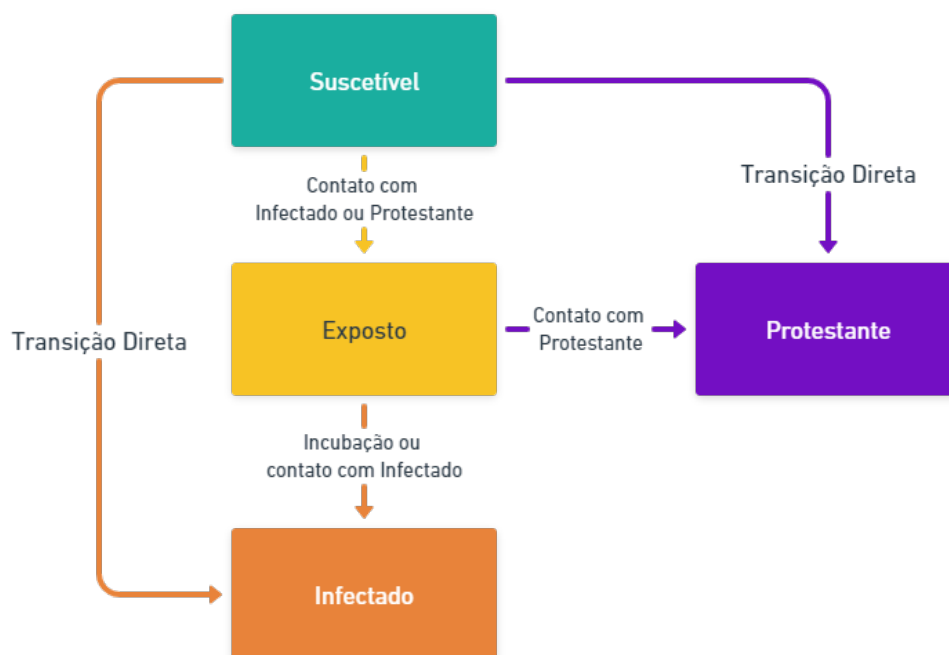 Suscetível
Contato com
Infectado ou Protestante
Transição Direta
Exposto
Contato com
Protestante
Protestante
Transição Direta
Incubação ou
contato com Infectado
Infectado